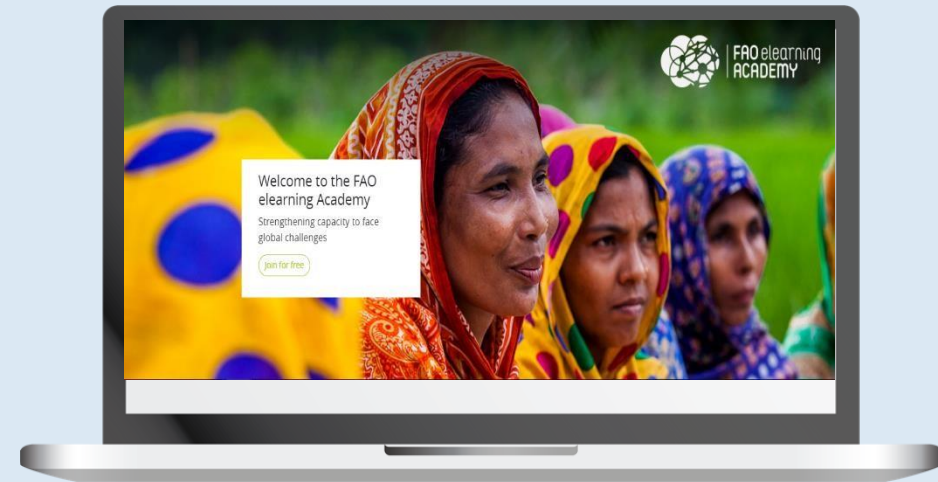 FAO elearning
ACADEMY
Welcome to the FAO
elearning Academy
Strengthening capacity to face
global challenges
Join for free